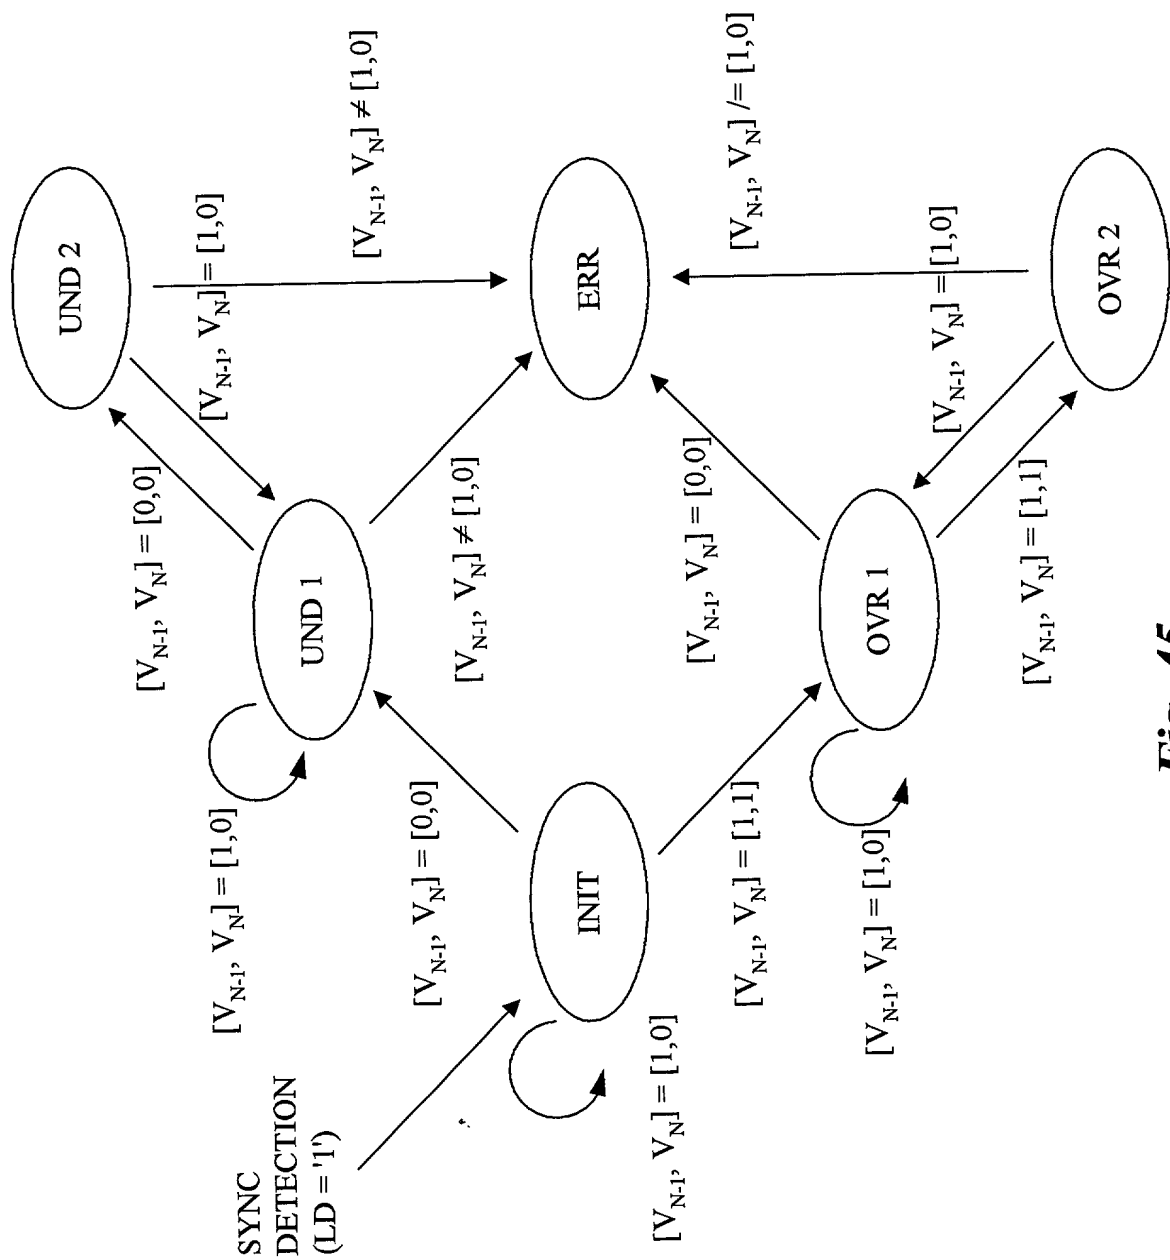 UND 2
[V_{N-1}, V_N] = [0,0]
[V_{N-1}, V_N] = [1,0]
[V_{N-1}, V_N] = [1,0]
SYNC
DETECTION
(LD = '1')
UND 1
[V_{N-1}, V_N] ≠ [1,0]
[V_{N-1}, V_N] = [0,0]
[V_{N-1}, V_N] ≠ [1,0]
INIT
ERR
[V_{N-1}, V_N] = [1,0]
[V_{N-1}, V_N] = [0,0]
[V_{N-1}, V_N] = [1,1]
[V_{N-1}, V_N] /= [1,0]
[V_{N-1}, V_N] = [1,0]
OVR 1
[V_{N-1}, V_N] = [1,0]
[V_{N-1}, V_N] = [1,1]
OVR 2
Fig. 45